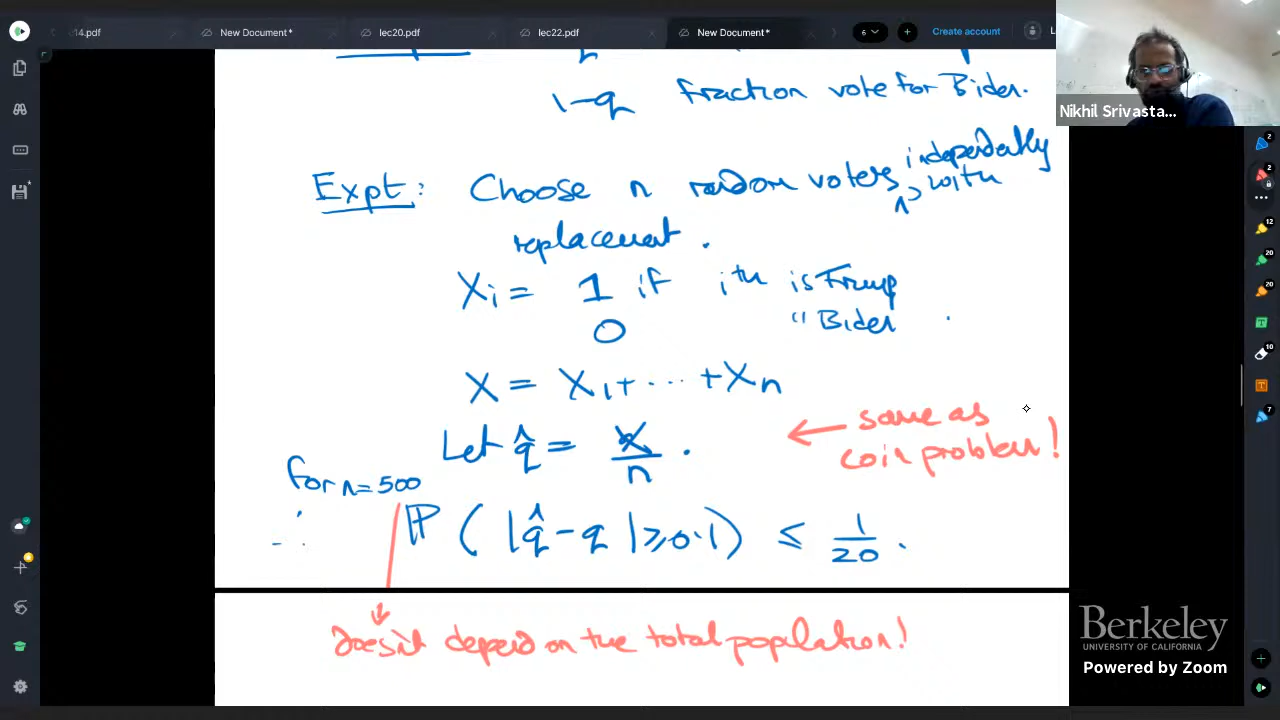 14.pdf
New Document*
lec20.pdf
lec22.pdf
New Document*
6
Create account
Nikhil Srivasta...
1-q fraction vote for Biden.
Expt: Choose n random voters, independently with
replacement.
Xi = 1 if ith is Trump
0 " Biden
X = X1 + ... + Xn
Let q̂ = X/n.
← same as
coin problem!
For n=500
∴ ℙ(|q̂ - q| ≥ 0.1) ≤ 1/20.
doesn't depend on the total population!
Berkeley
UNIVERSITY OF CALIFORNIA
Powered by Zoom